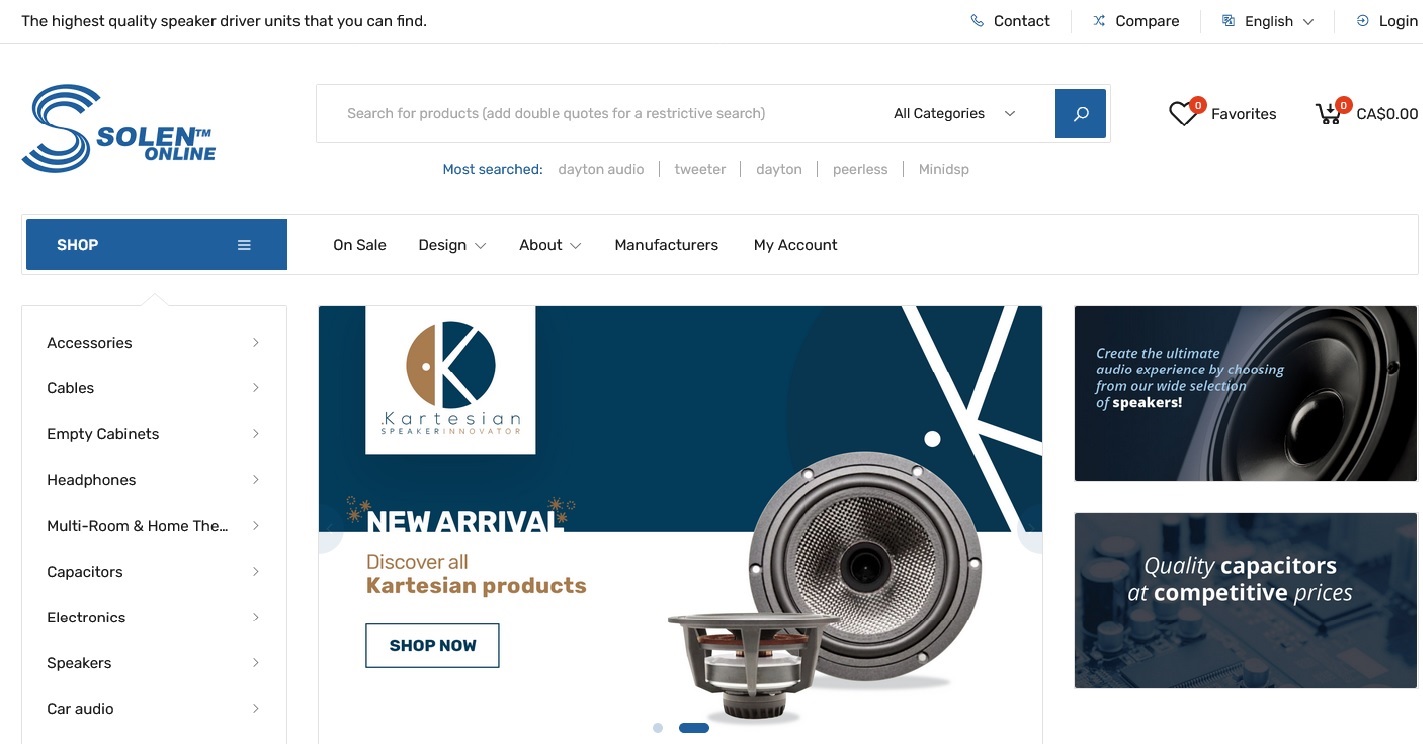 The highest quality speaker driver units that you can find.
Contact
Compare
English
Login
SOLEN™
ONLINE
Search for products (add double quotes for a restrictive search)
All Categories
0
Favorites
0
CA$0.00
Most searched: dayton audio tweeter dayton peerless Minidsp
SHOP
On Sale
Design
About
Manufacturers
My Account
Accessories
Cables
Empty Cabinets
Headphones
Multi-Room & Home The...
Capacitors
Electronics
Speakers
Car audio
K
.Kartesian
SPEAKERINNOVATOR
NEW ARRIVAL
Discover all
Kartesian products
SHOP NOW
Create the ultimate
audio experience by choosing
from our wide selection
of speakers!
Quality capacitors
at competitive prices